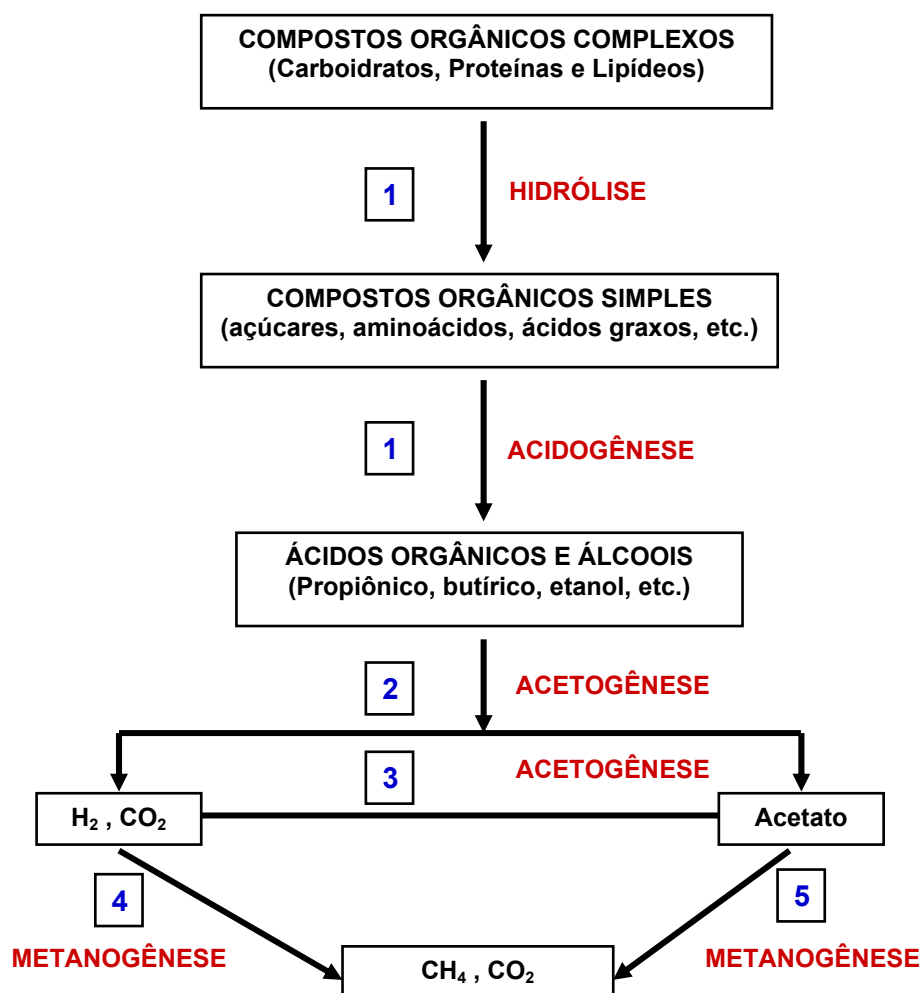 COMPOSTOS ORGÂNICOS COMPLEXOS
(Carboidratos, Proteínas e Lipídeos)
1
HIDRÓLISE
COMPOSTOS ORGÂNICOS SIMPLES
(açúcares, aminoácidos, ácidos graxos, etc.)
1
ACIDOGÊNESE
ÁCIDOS ORGÂNICOS E ÁLCOOIS
(Propiônico, butírico, etanol, etc.)
2
ACETOGÊNESE
3
ACETOGÊNESE
H₂ , CO₂
Acetato
4
5
METANOGÊNESE
METANOGÊNESE
CH₄ , CO₂